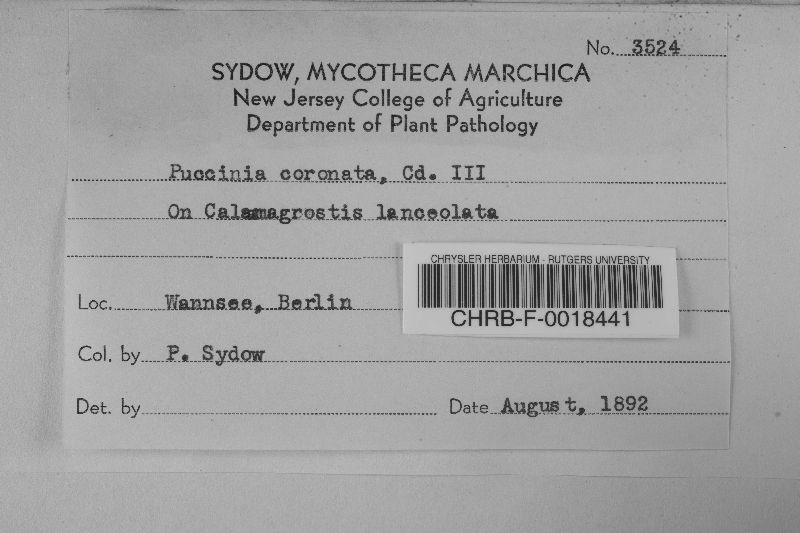 No. 3524
SYDOW, MYCOTHECA MARCHICA
New Jersey College of Agriculture
Department of Plant Pathology
Puccinia coronata, Cd. III
On Calamagrostis lanceolata
CHRYSLER HERBARIUM - RUTGERS UNIVERSITY
CHRB-F-0018441
Loc. Wannsee, Berlin
Col. by P. Sydow
Det. by
Date August, 1892